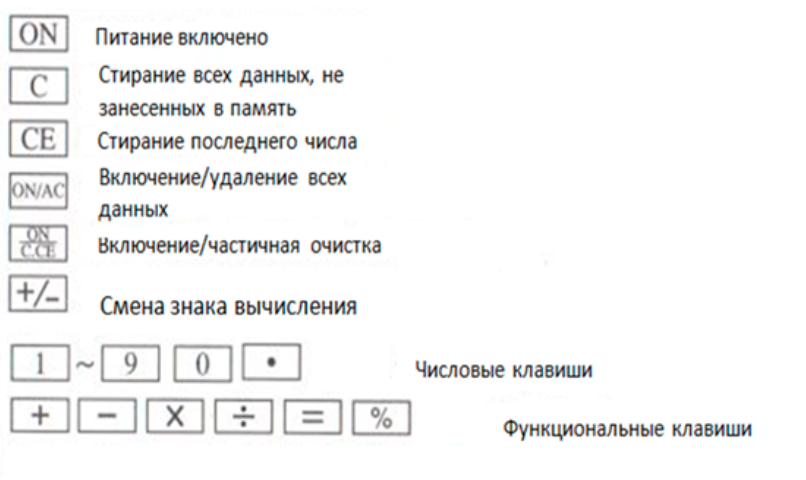 ON Питание включено
C Стирание всех данных, не
занесенных в память
CE Стирание последнего числа
ON/AC Включение/удаление всех
данных
ON
C.CE Включение/частичная очистка
+/- Смена знака вычисления
1 ~ 9 0 • Числовые клавиши
+ − X ÷ = % Функциональные клавиши